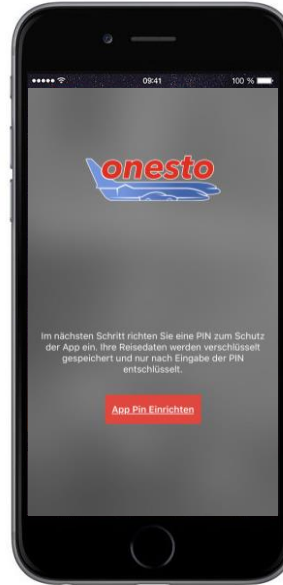 09:41
100 %
onesto
Im nächsten Schritt richten Sie eine PIN zum Schutz
der App ein. Ihre Reisedaten werden verschlüsselt
gespeichert und nur nach Eingabe der PIN
entschlüsselt.
App Pin Einrichten